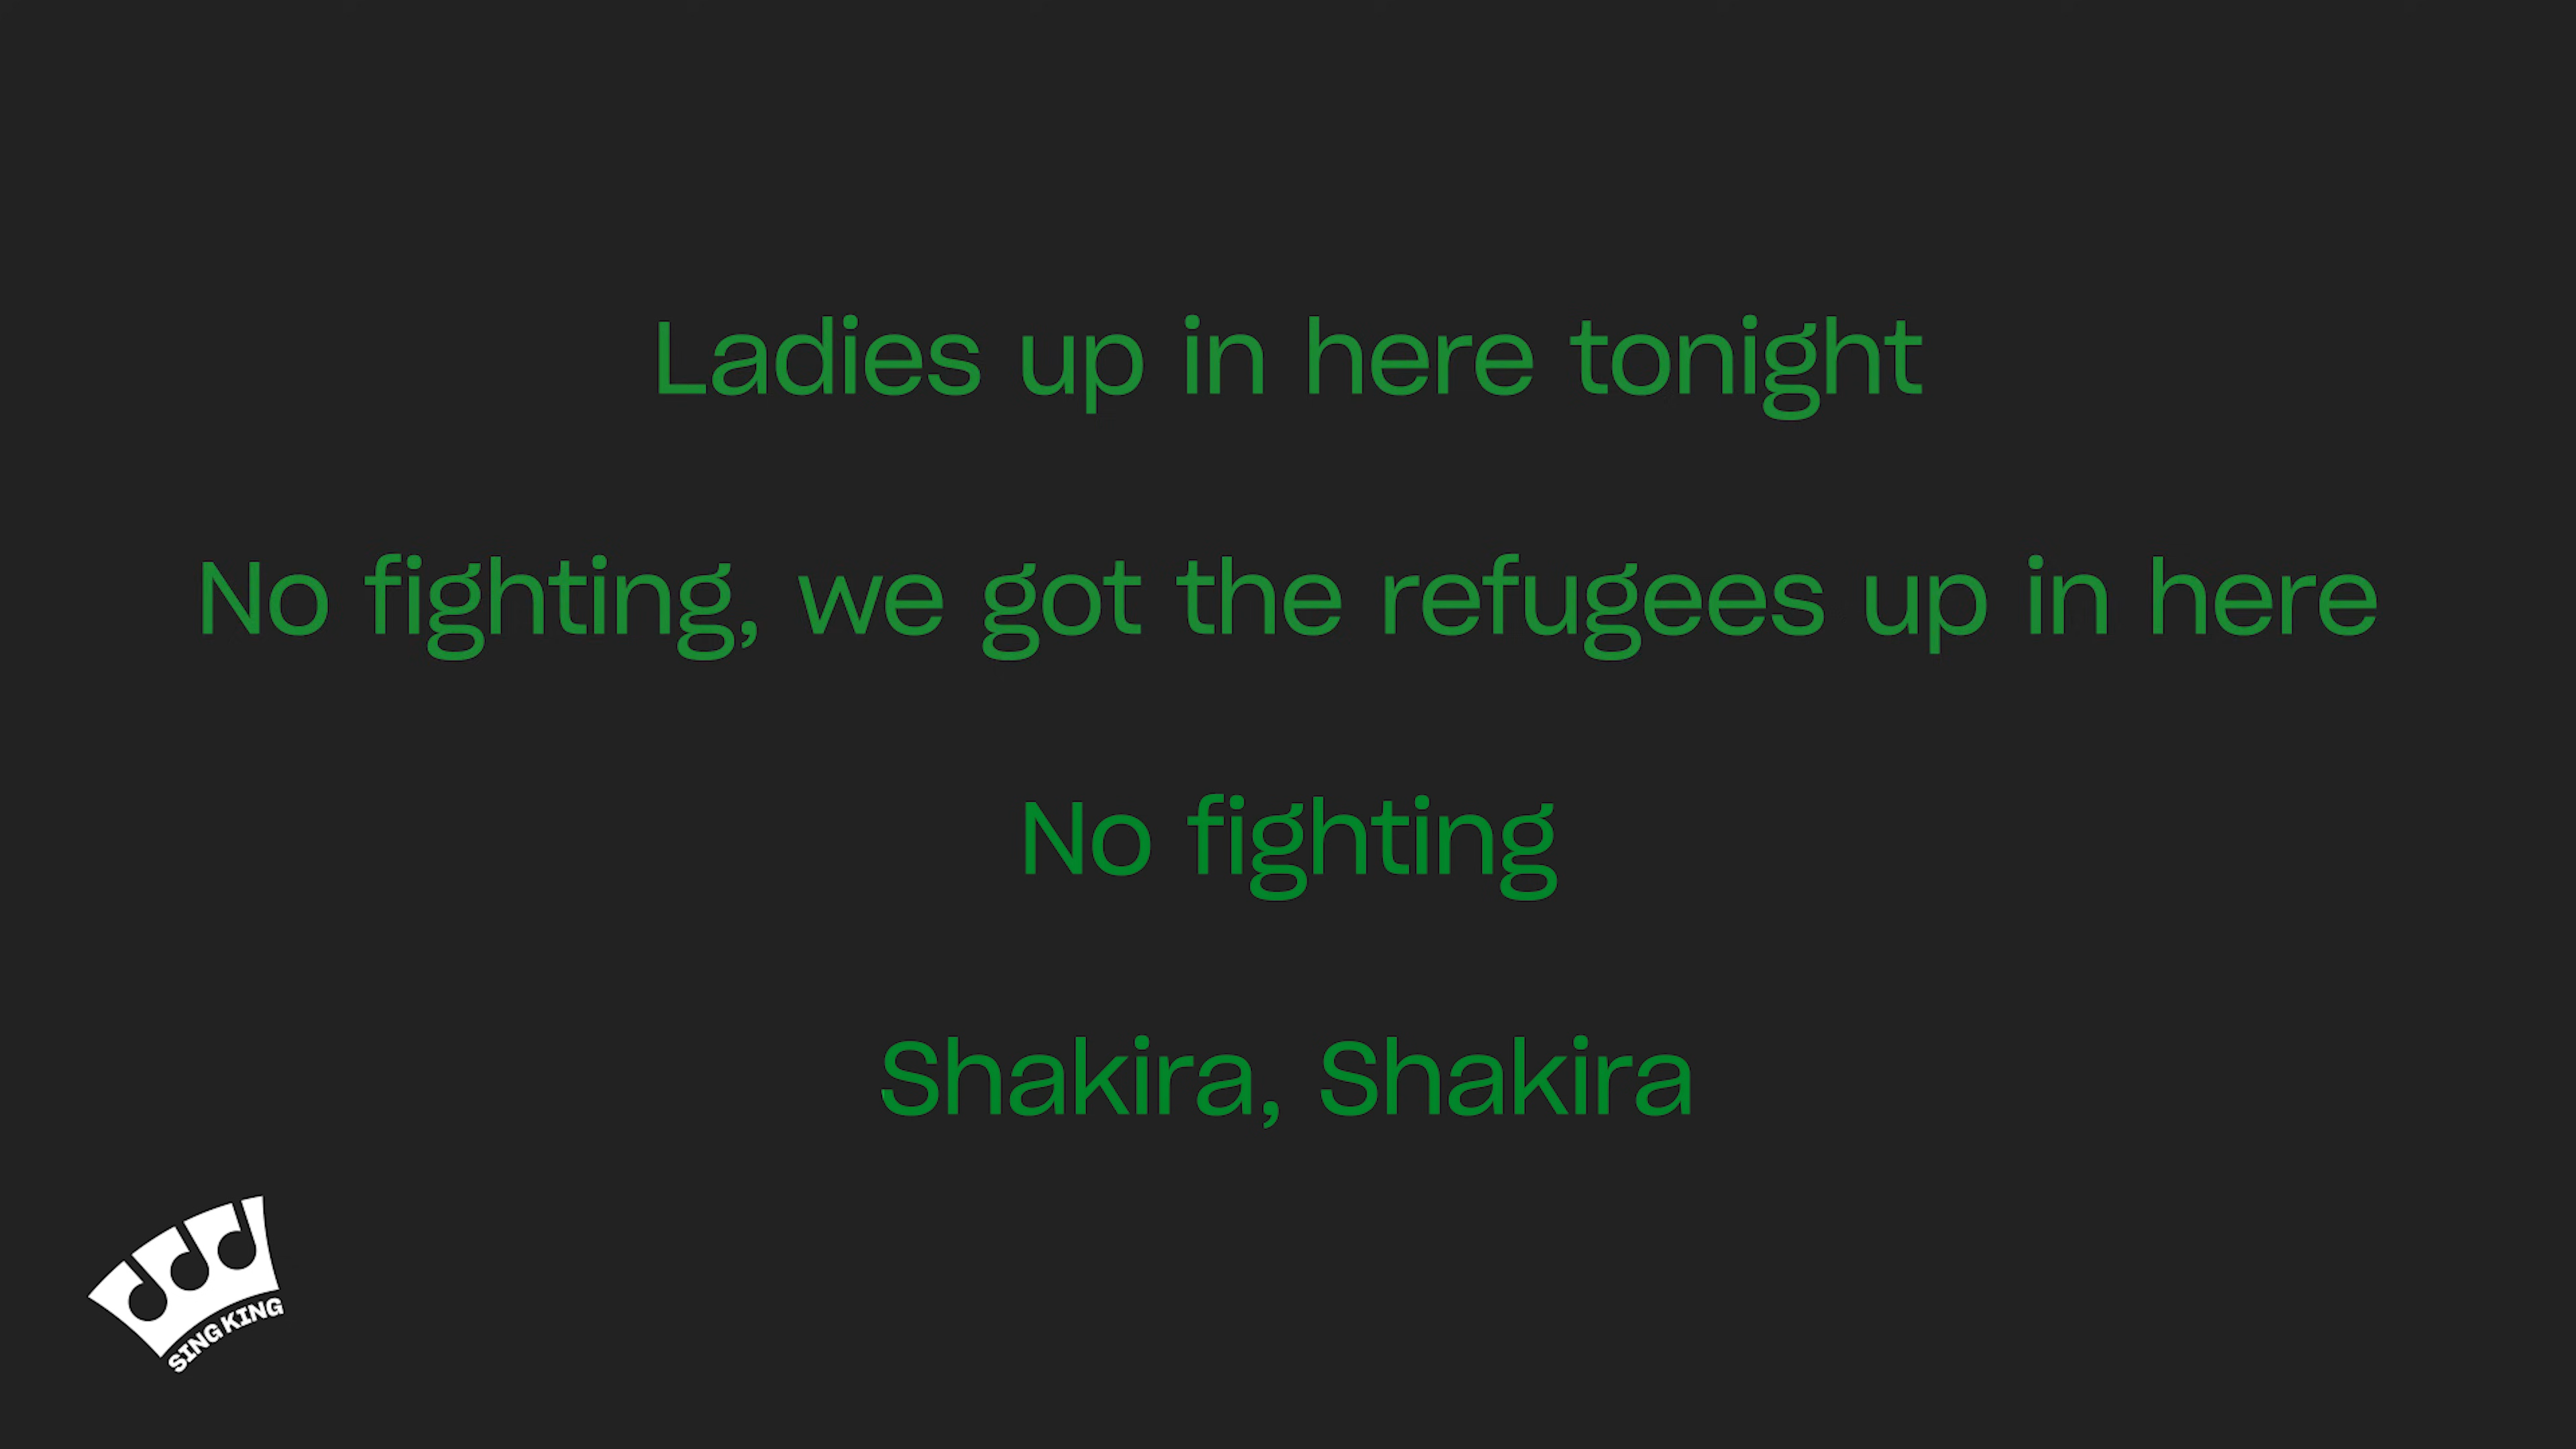 Ladies up in here tonight
No fighting, we got the refugees up in here
No fighting
Shakira, Shakira
SING KING